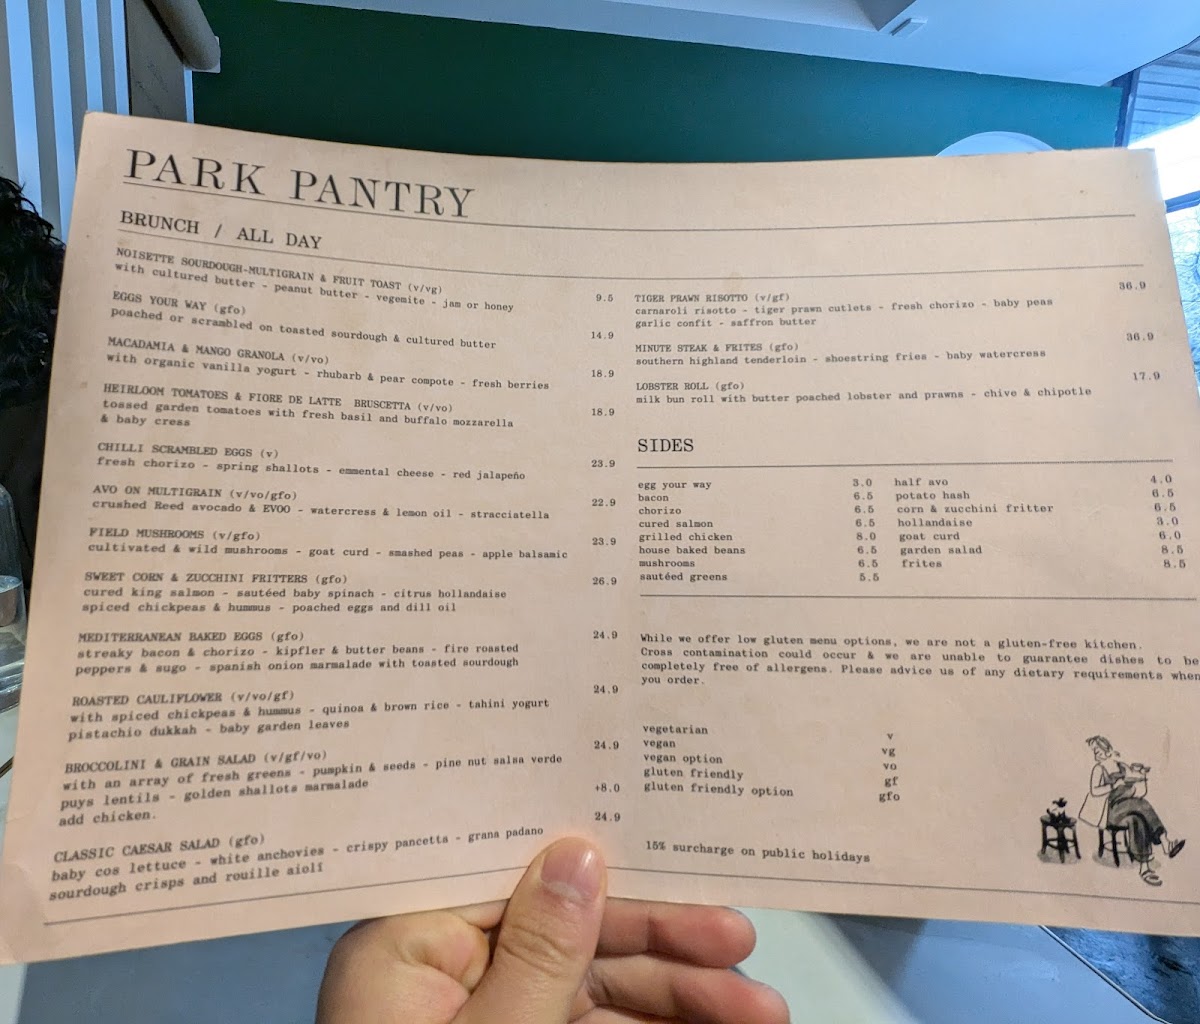 PARK PANTRY
BRUNCH / ALL DAY
NOISETTE SOURDOUGH-MULTIGRAIN & FRUIT TOAST (v/vg)
with cultured butter - peanut butter - vegemite - jam or honey 9.5
EGGS YOUR WAY (gfo)
poached or scrambled on toasted sourdough & cultured butter 14.9
MACADAMIA & MANGO GRANOLA (v/vo)
with organic vanilla yogurt - rhubarb & pear compote - fresh berries 18.9
HEIRLOOM TOMATOES & FIORE DE LATTE BRUSCETTA (v/vo)
tossed garden tomatoes with fresh basil and buffalo mozzarella 18.9
& baby cress
CHILLI SCRAMBLED EGGS (v)
fresh chorizo - spring shallots - emmental cheese - red jalapeño 23.9
AVO ON MULTIGRAIN (v/vo/gfo)
crushed Reed avocado & EVOO - watercress & lemon oil - stracciatella 22.9
FIELD MUSHROOMS (v/gfo)
cultivated & wild mushrooms - goat curd - smashed peas - apple balsamic 23.9
SWEET CORN & ZUCCHINI FRITTERS (gfo) 26.9
cured king salmon - sautéed baby spinach - citrus hollandaise
spiced chickpeas & hummus - poached eggs and dill oil
MEDITERRANEAN BAKED EGGS (gfo) 24.9
streaky bacon & chorizo - kipfler & butter beans - fire roasted
peppers & sugo - spanish onion marmalade with toasted sourdough
ROASTED CAULIFLOWER (v/vo/gf) 24.9
with spiced chickpeas & hummus - quinoa & brown rice - tahini yogurt
pistachio dukkah - baby garden leaves
BROCCOLINI & GRAIN SALAD (v/gf/vo) 24.9
with an array of fresh greens - pumpkin & seeds - pine nut salsa verde
puys lentils - golden shallots marmalade
add chicken. +8.0
CLASSIC CAESAR SALAD (gfo) 24.9
baby cos lettuce - white anchovies - crispy pancetta - grana padano
sourdough crisps and rouille aiolí
TIGER PRAWN RISOTTO (v/gf) 36.9
carnaroli risotto - tiger prawn cutlets - fresh chorizo - baby peas
garlic confit - saffron butter
MINUTE STEAK & FRITES (gfo) 36.9
southern highland tenderloin - shoestring fries - baby watercress
LOBSTER ROLL (gfo) 17.9
milk bun roll with butter poached lobster and prawns - chive & chipotle
SIDES
egg your way 3.0 half avo 4.0
bacon 6.5 potato hash 6.5
chorizo 6.5 corn & zucchini fritter 6.5
cured salmon 6.5 hollandaise 3.0
grilled chicken 8.0 goat curd 6.0
house baked beans 6.5 garden salad 8.5
mushrooms 6.5 frites 8.5
sautéed greens 5.5
While we offer low gluten menu options, we are not a gluten-free kitchen.
Cross contamination could occur & we are unable to guarantee dishes to be
completely free of allergens. Please advice us of any dietary requirements when
you order.
vegetarian v
vegan vg
vegan option vo
gluten friendly gf
gluten friendly option gfo
15% surcharge on public holidays